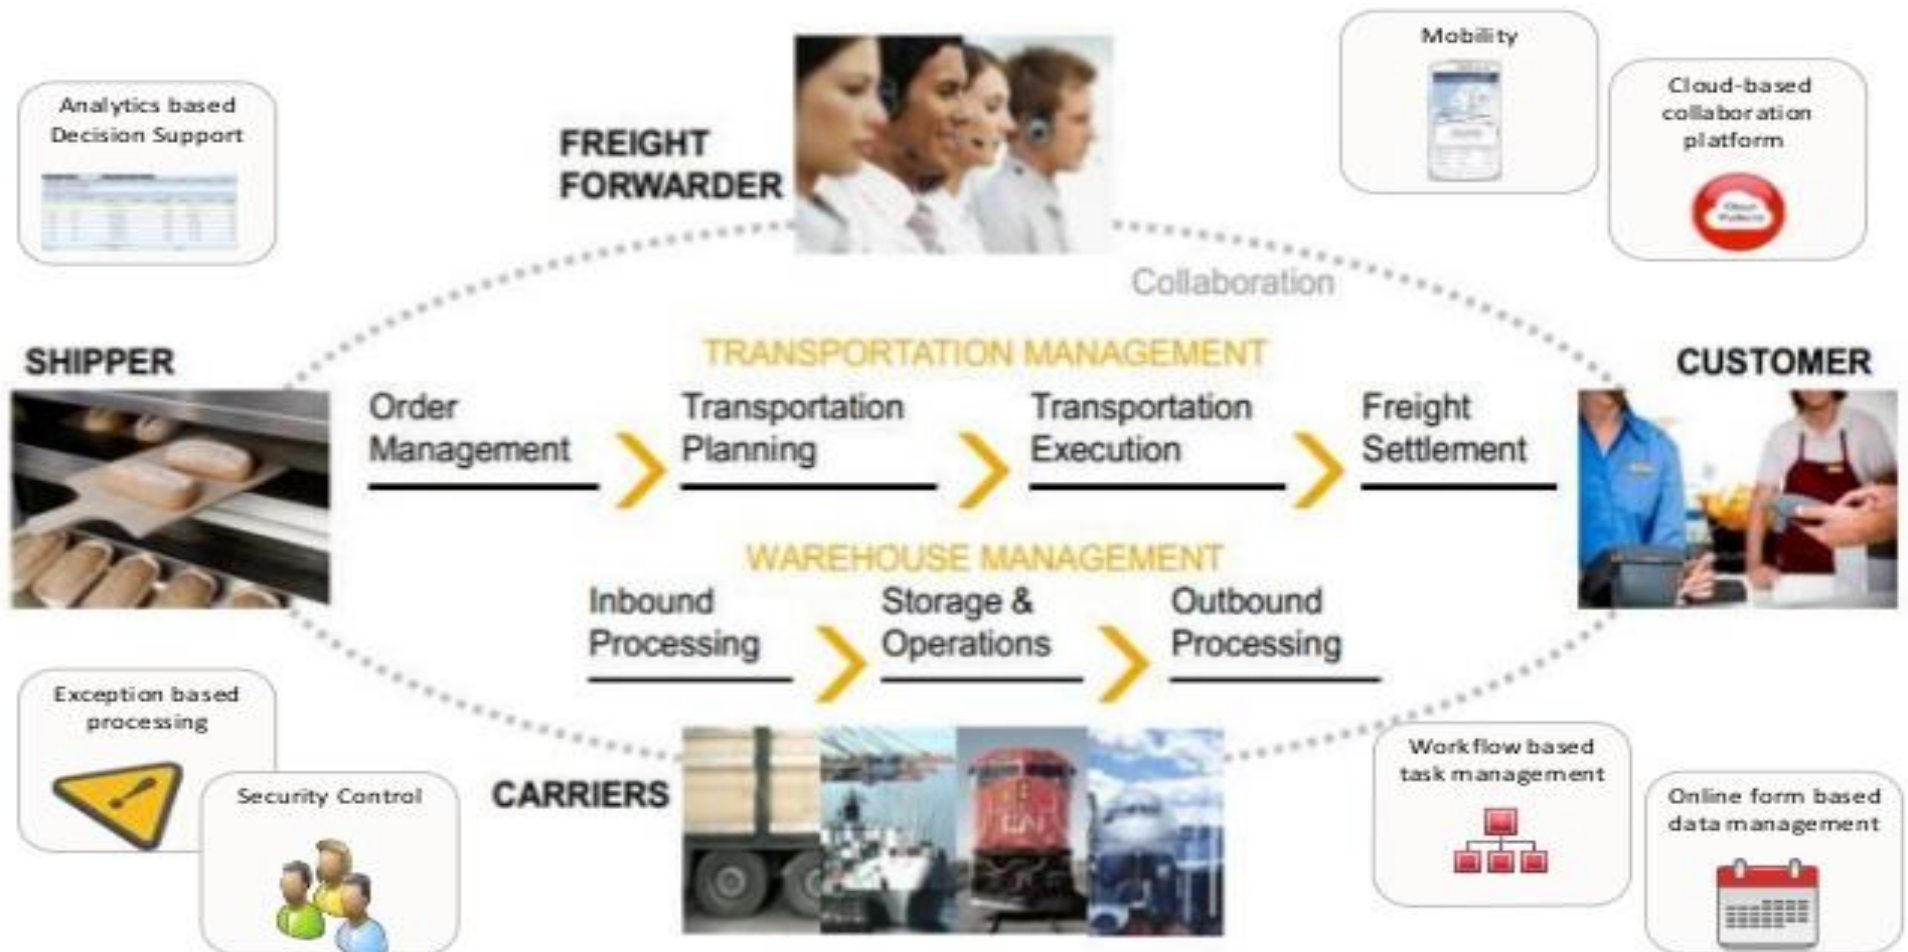 Mobility
Cloud-based
collaboration
platform
Analytics based
Decision Support
FREIGHT
FORWARDER
Collaboration
SHIPPER
CUSTOMER
TRANSPORTATION MANAGEMENT
Order
Management
Transportation
Planning
Transportation
Execution
Freight
Settlement
WAREHOUSE MANAGEMENT
Inbound
Processing
Storage &
Operations
Outbound
Processing
Exception based
processing
Security Control
CARRIERS
CN
Workflow based
task management
Online form based
data management